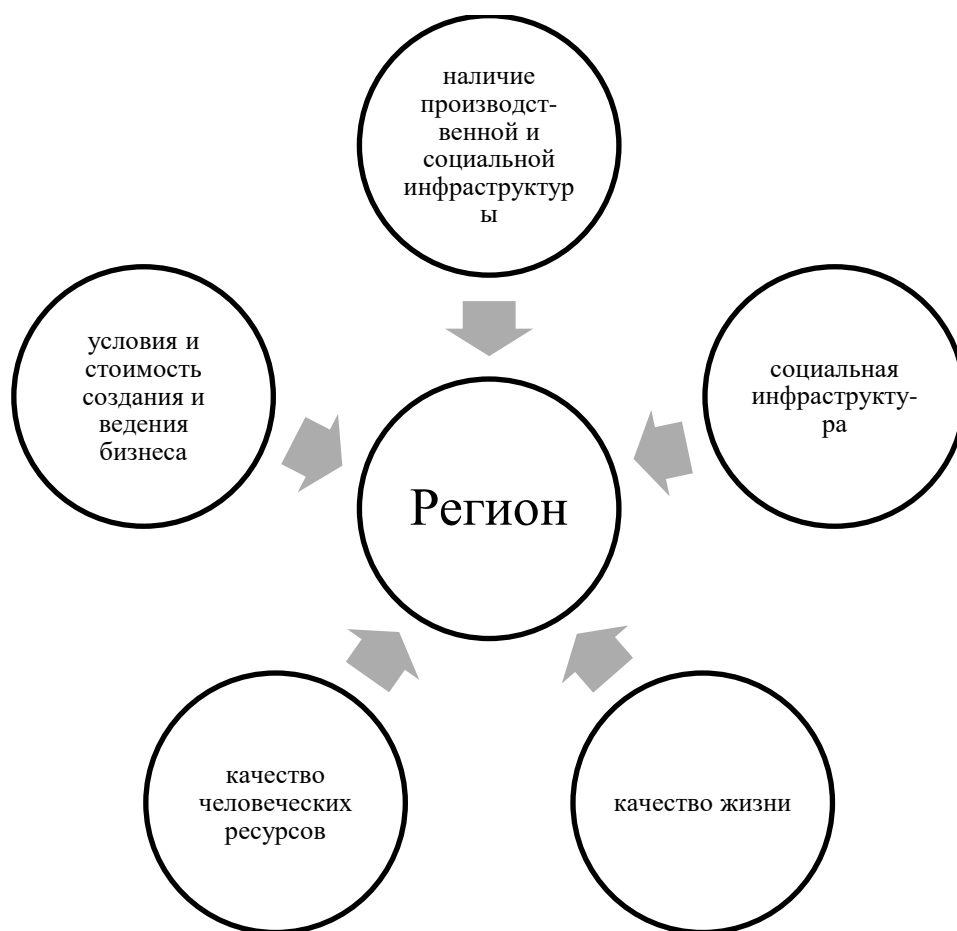 наличие
производст-
венной и
социальной
инфраструктур
ы
условия и
стоимость
создания и
ведения
бизнеса
социальная
инфраструкту-
ра
Регион
качество
человеческих
ресурсов
качество жизни